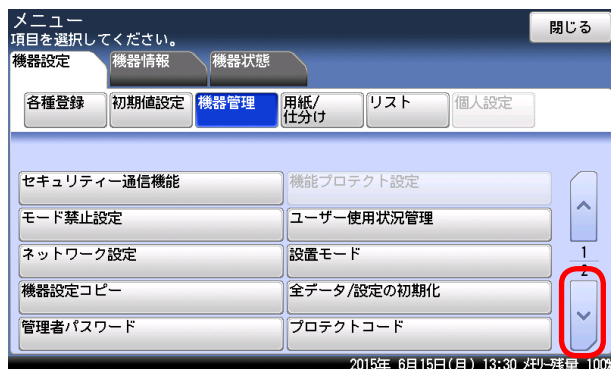 メニュー
項目を選択してください。
閉じる
機器設定 機器情報 機器状態
各種登録 初期値設定 機器管理 用紙/ リスト 個人設定
仕分け
セキュリティー通信機能 機能プロテクト設定
モード禁止設定 ユーザー使用状況管理
ネットワーク設定 設置モード
1
2
機器設定コピー 全データ/設定の初期化
管理者パスワード プロテクトコード
2015年 6月15日(月) 13:30 ﾒﾓﾘｰ残量 100%